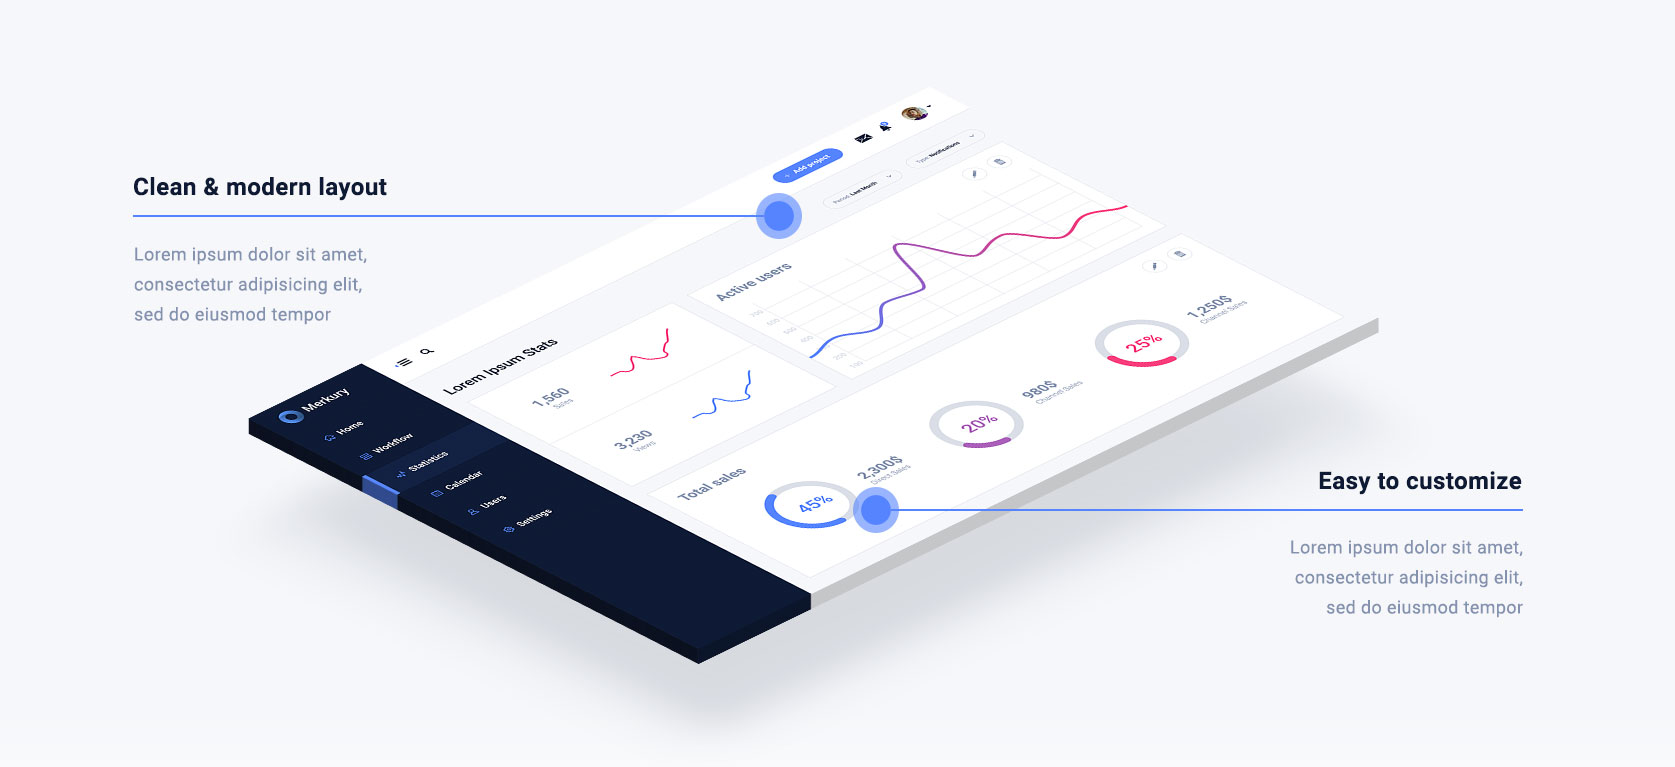 Clean & modern layout
Lorem ipsum dolor sit amet,
consectetur adipisicing elit,
sed do eiusmod tempor
+ Add project
Period: Last Month
Type: Notifications
Merkury
Home
Workflow
Statistics
Calendar
Users
Settings
Lorem Ipsum Stats
1,560
Sales
3,230
Views
Active users
400
200
100
Total sales
45%
2,300$
Direct Sales
20%
980$
Channel Sales
25%
1,250$
Channel Sales
Easy to customize
Lorem ipsum dolor sit amet,
consectetur adipisicing elit,
sed do eiusmod tempor